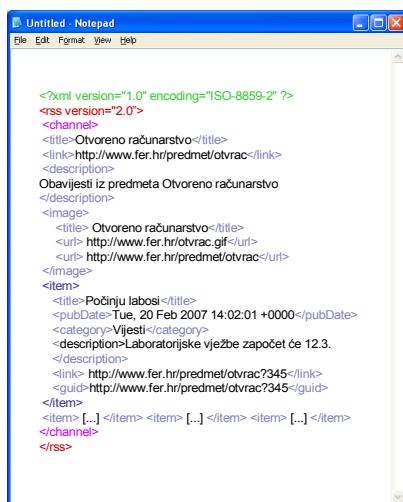 Untitled - Notepad
File Edit Format View Help
<?xml version="1.0" encoding="ISO-8859-2" ?>
<rss version="2.0">
<channel>
<title>Otvoreno računarstvo</title>
<link>http://www.fer.hr/predmet/otvrac</link>
<description>
Obavijesti iz predmeta Otvoreno računarstvo
</description>
<image>
<title> Otvoreno računarstvo</title>
<url> http://www.fer.hr/otvrac.gif</url>
<url> http://www.fer.hr/predmet/otvrac</url>
</image>
<item>
<title>Počinju labosi</title>
<pubDate>Tue, 20 Feb 2007 14:02:01 +0000</pubDate>
<category>Vijesti</category>
<description>Laboratorijske vježbe započet će 12.3.
</description>
<link> http://www.fer.hr/predmet/otvrac?345</link>
<guid>http://www.fer.hr/predmet/otvrac?345</guid>
</item>
<item> [...] </item> <item> [...] </item> <item> [...] </item>
</channel>
</rss>